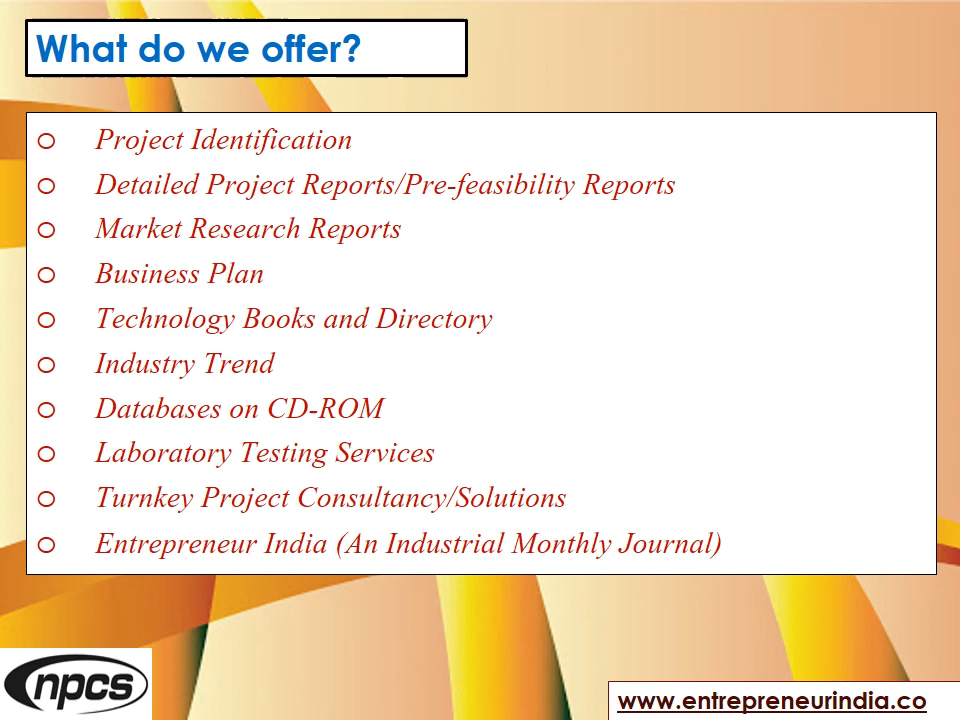 What do we offer?
o Project Identification
o Detailed Project Reports/Pre-feasibility Reports
o Market Research Reports
o Business Plan
o Technology Books and Directory
o Industry Trend
o Databases on CD-ROM
o Laboratory Testing Services
o Turnkey Project Consultancy/Solutions
o Entrepreneur India (An Industrial Monthly Journal)
npcs
www.entrepreneurindia.co